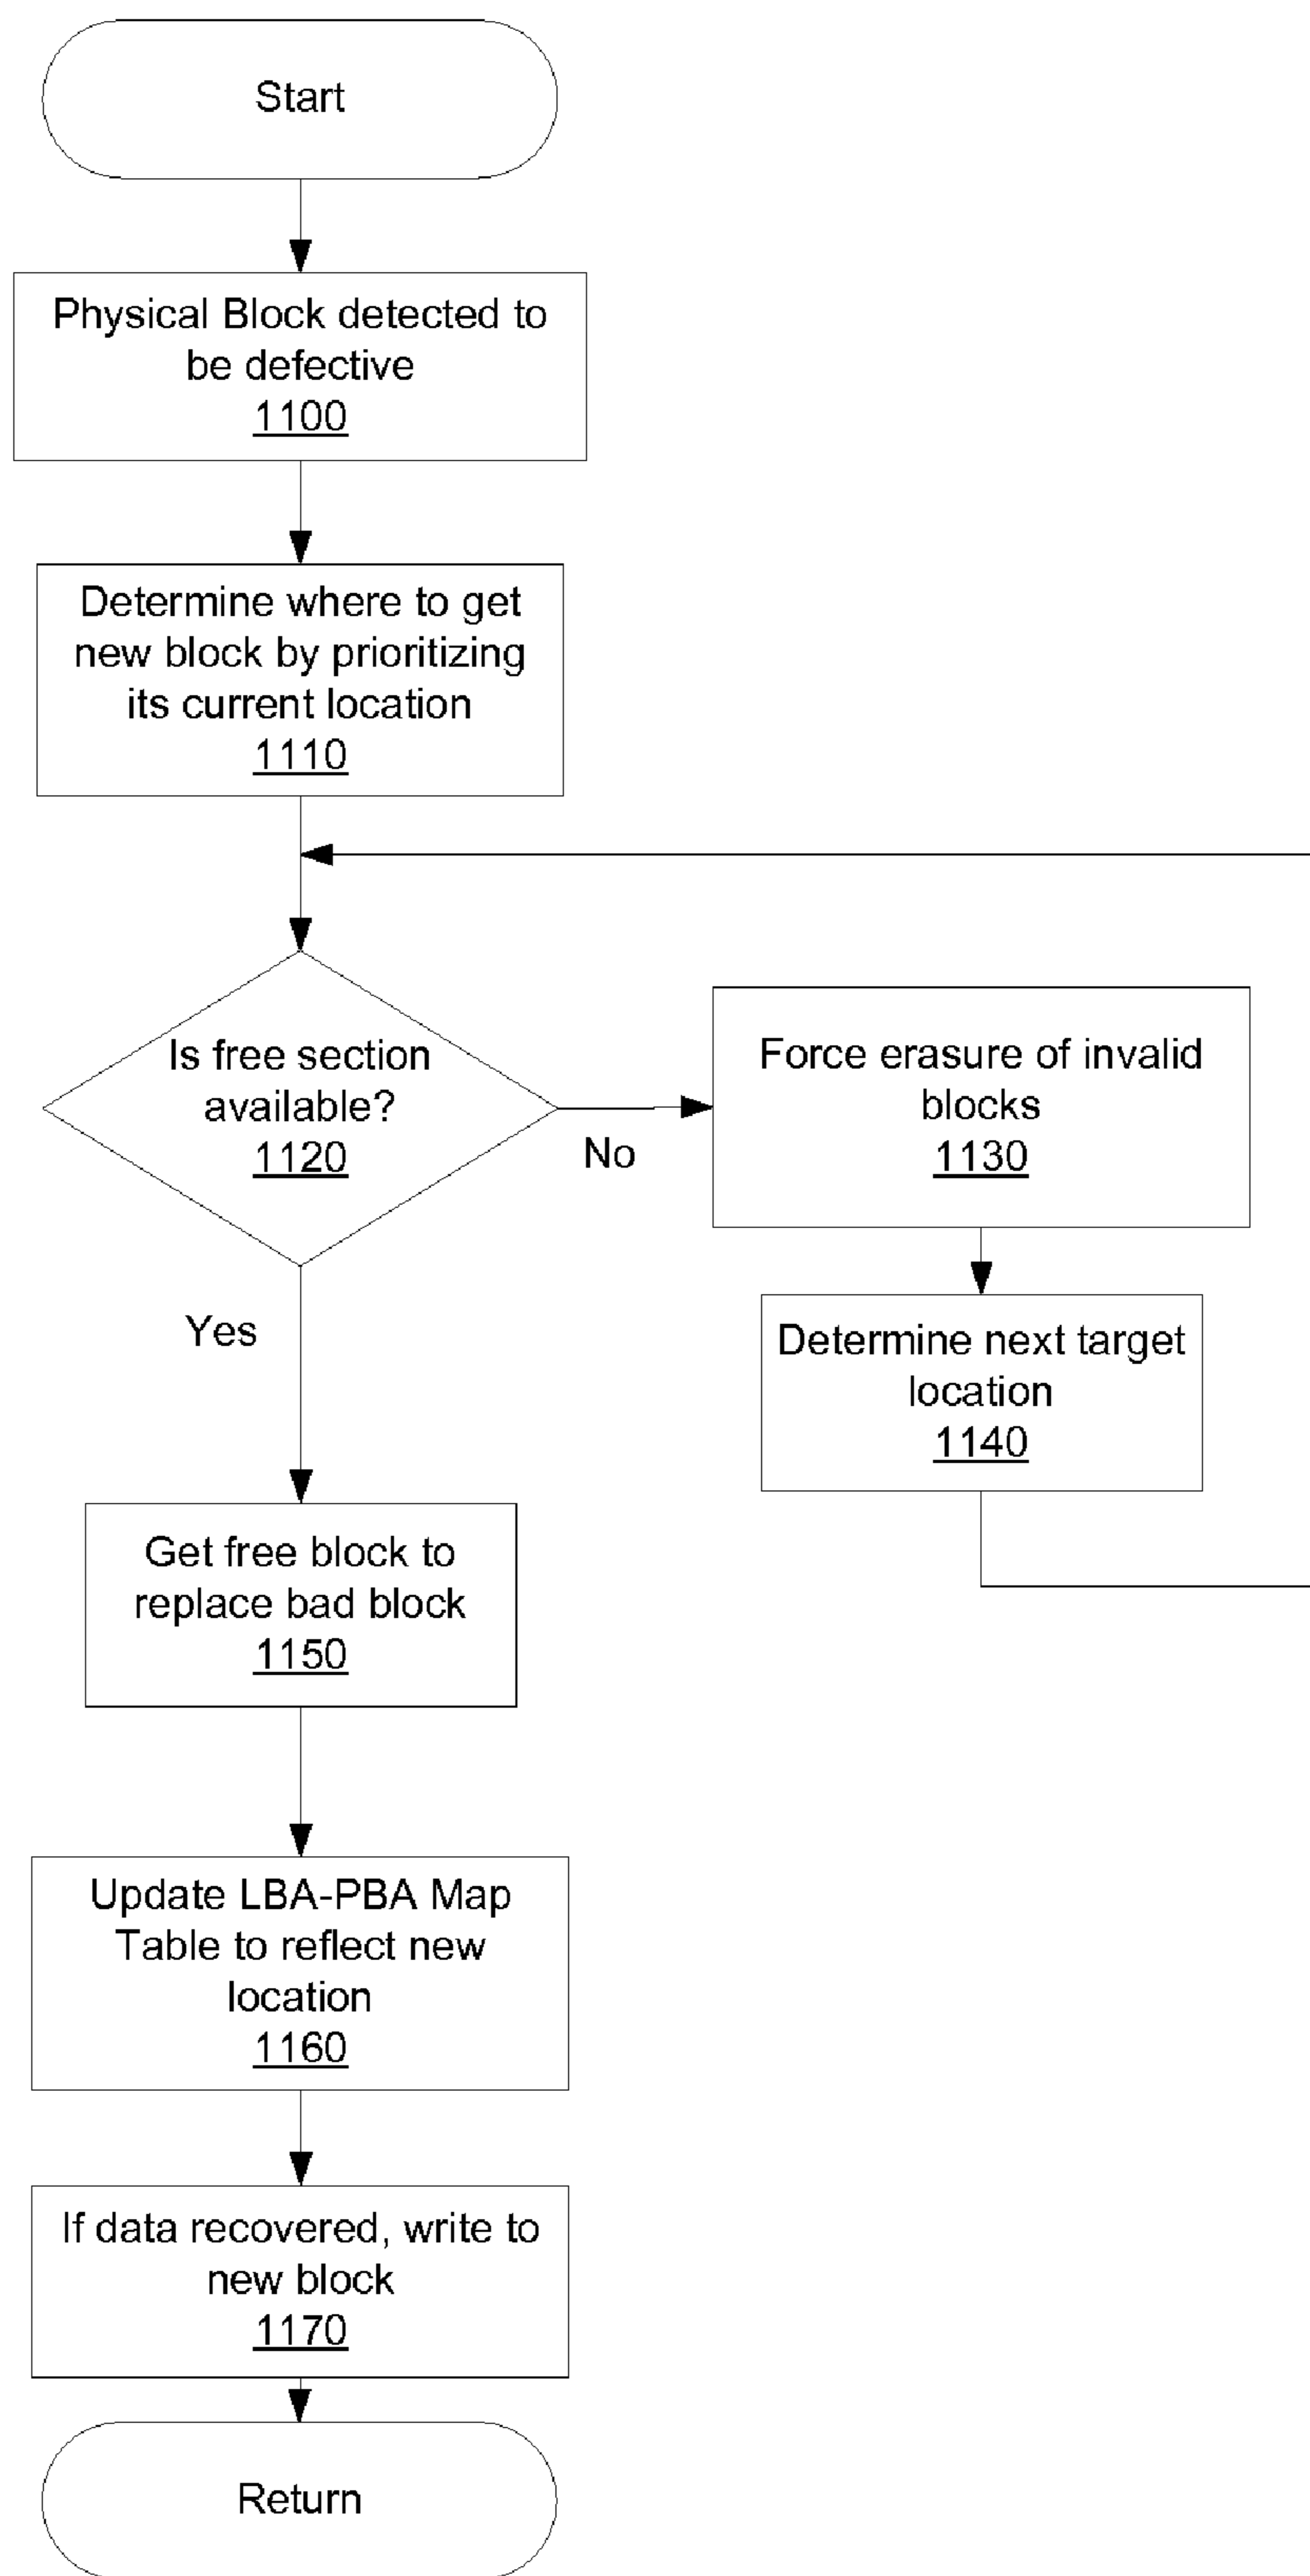 Start
Physical Block detected to
be defective
1100
Determine where to get
new block by prioritizing
its current location
1110
Is free section
available?
1120
No
Force erasure of invalid
blocks
1130
Determine next target
location
1140
Yes
Get free block to
replace bad block
1150
Update LBA-PBA Map
Table to reflect new
location
1160
If data recovered, write to
new block
1170
Return